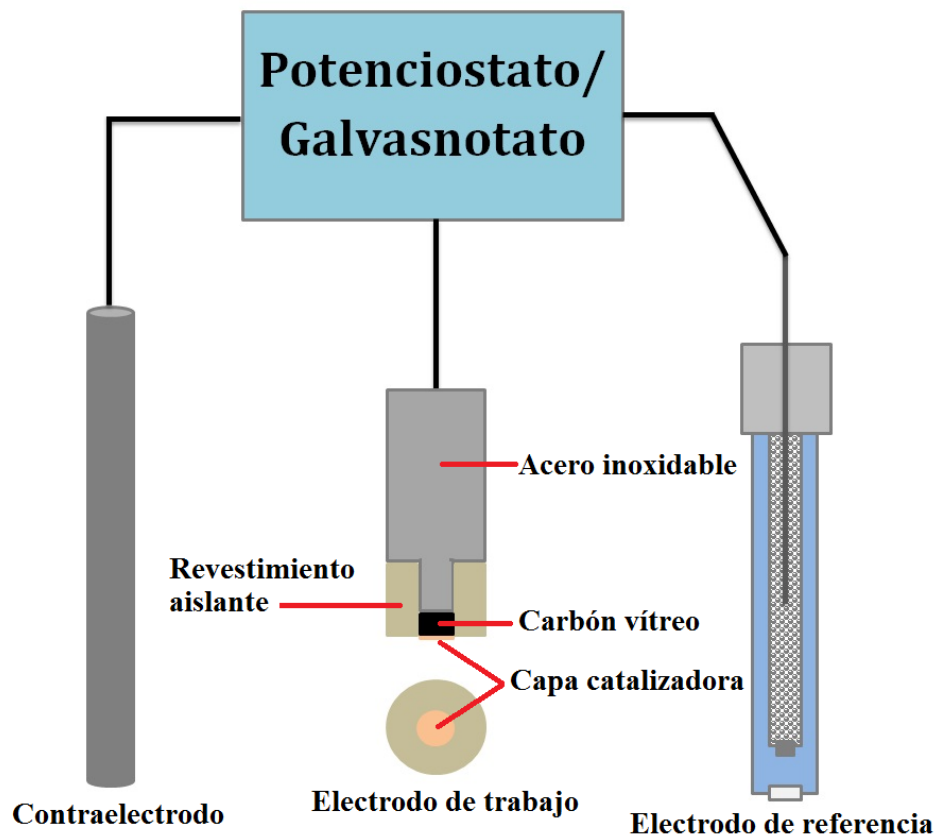 Potenciostato/
Galvasnotato
Acero inoxidable
Revestimiento
aislante
Carbón vítreo
Capa catalizadora
Contraelectrodo
Electrodo de trabajo
Electrodo de referencia